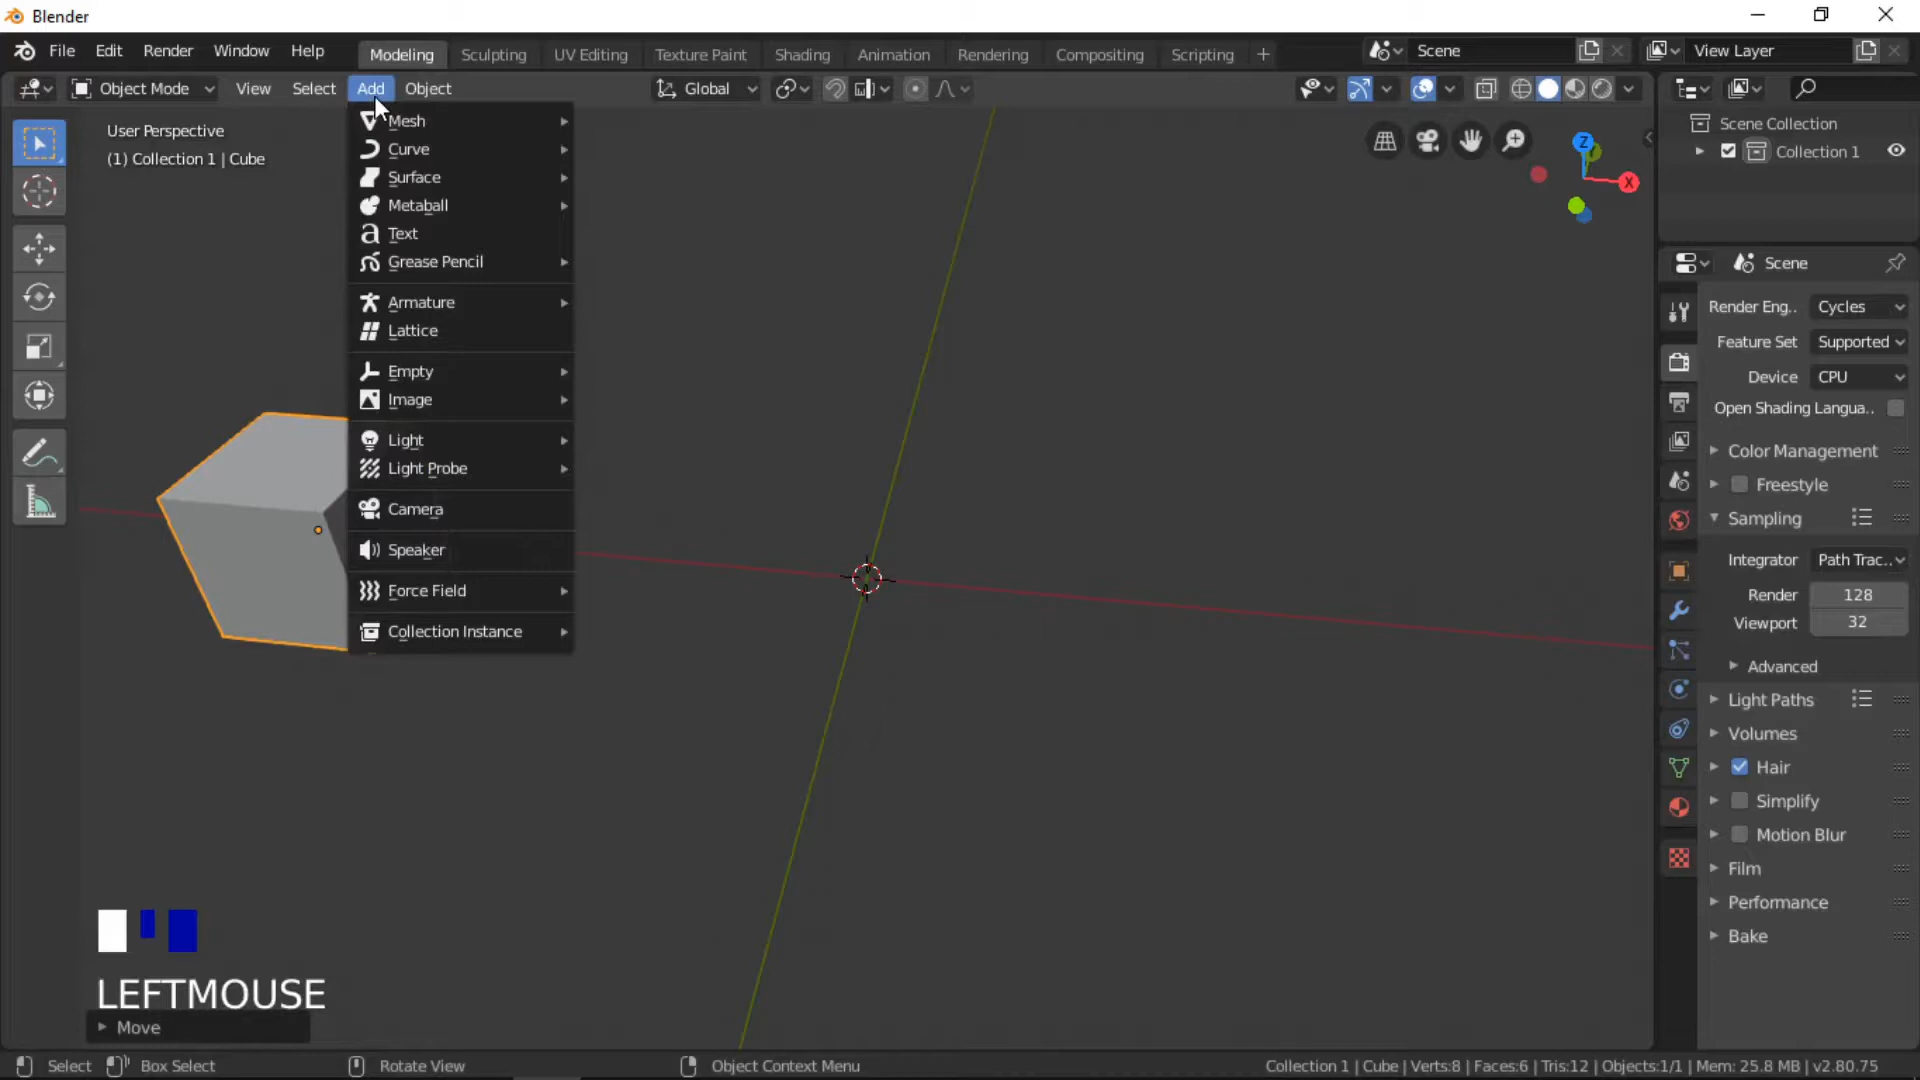 Blender
File Edit Render Window Help Modeling Sculpting UV Editing Texture Paint Shading Animation Rendering Compositing Scripting + Scene View Layer
Object Mode View Select Add Object Global
User Perspective
(1) Collection 1 | Cube
Mesh
Curve
Surface
Metaball
Text
Grease Pencil
Armature
Lattice
Empty
Image
Light
Light Probe
Camera
Speaker
Force Field
Collection Instance
Z
X
Scene Collection
Collection 1
Scene
Render Eng.. Cycles
Feature Set Supported
Device CPU
Open Shading Langua..
Color Management
Freestyle
Sampling
Integrator Path Trac..
Render 128
Viewport 32
Advanced
Light Paths
Volumes
Hair
Simplify
Motion Blur
Film
Performance
Bake
LEFTMOUSE
Move
Select Box Select Rotate View Object Context Menu Collection 1 | Cube | Verts:8 | Faces:6 | Tris:12 | Objects:1/1 | Mem: 25.8 MB | v2.80.75